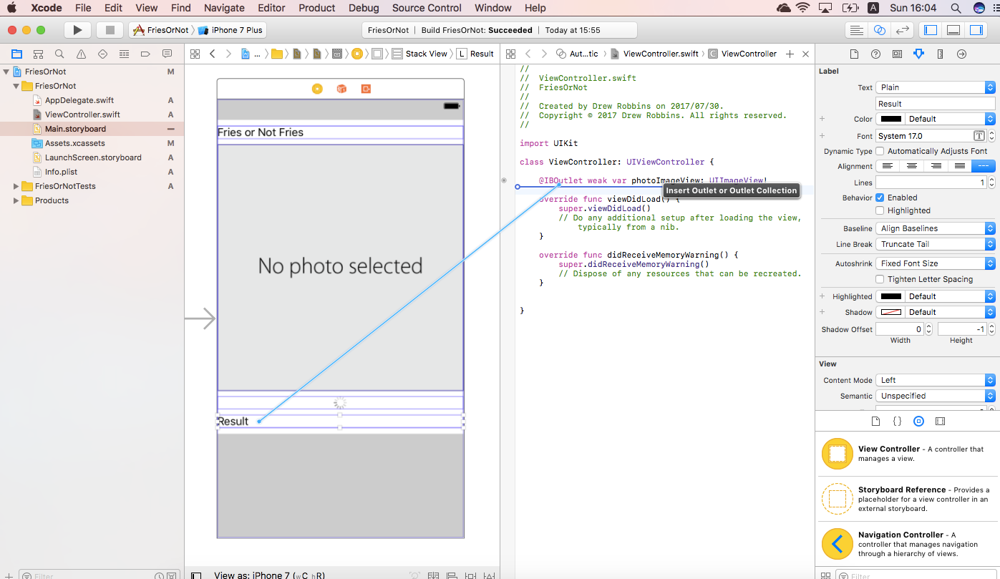 Xcode File Edit View Find Navigate Editor Product Debug Source Control Window Help A Sun 16:04
FriesOrNot iPhone 7 Plus FriesOrNot | Build FriesOrNot: Succeeded | Today at 15:55
... Stack View L Result Aut...tic ViewController.swift C ViewController
FriesOrNot M
FriesOrNot
AppDelegate.swift A
ViewController.swift A
Main.storyboard
Assets.xcassets M
LaunchScreen.storyboard A
Info.plist A
FriesOrNotTests A
Products
Filter
Fries or Not Fries
No photo selected
Result
View as: iPhone 7 (wC hR)
//
// ViewController.swift
// FriesOrNot
//
// Created by Drew Robbins on 2017/07/30.
// Copyright © 2017 Drew Robbins. All rights reserved.
//
import UIKit
class ViewController: UIViewController {
@IBOutlet weak var photoImageView: UIImageView!
Insert Outlet or Outlet Collection
override func viewDidLoad() {
super.viewDidLoad()
// Do any additional setup after loading the view,
typically from a nib.
}
override func didReceiveMemoryWarning() {
super.didReceiveMemoryWarning()
// Dispose of any resources that can be recreated.
}
}
Label
Text Plain
Result
+ Color Default
+ Font System 17.0 T
Dynamic Type Automatically Adjusts Font
Alignment
Lines 1
Behavior Enabled
Highlighted
Baseline Align Baselines
Line Break Truncate Tail
Autoshrink Fixed Font Size
Tighten Letter Spacing
+ Highlighted Default
+ Shadow Default
Shadow Offset 0 -1
Width Height
View
Content Mode Left
Semantic Unspecified
{}
View Controller - A controller that
manages a view.
Storyboard Reference - Provides a
placeholder for a view controller in an
external storyboard.
Navigation Controller - A
controller that manages navigation
through a hierarchy of views.
Filter